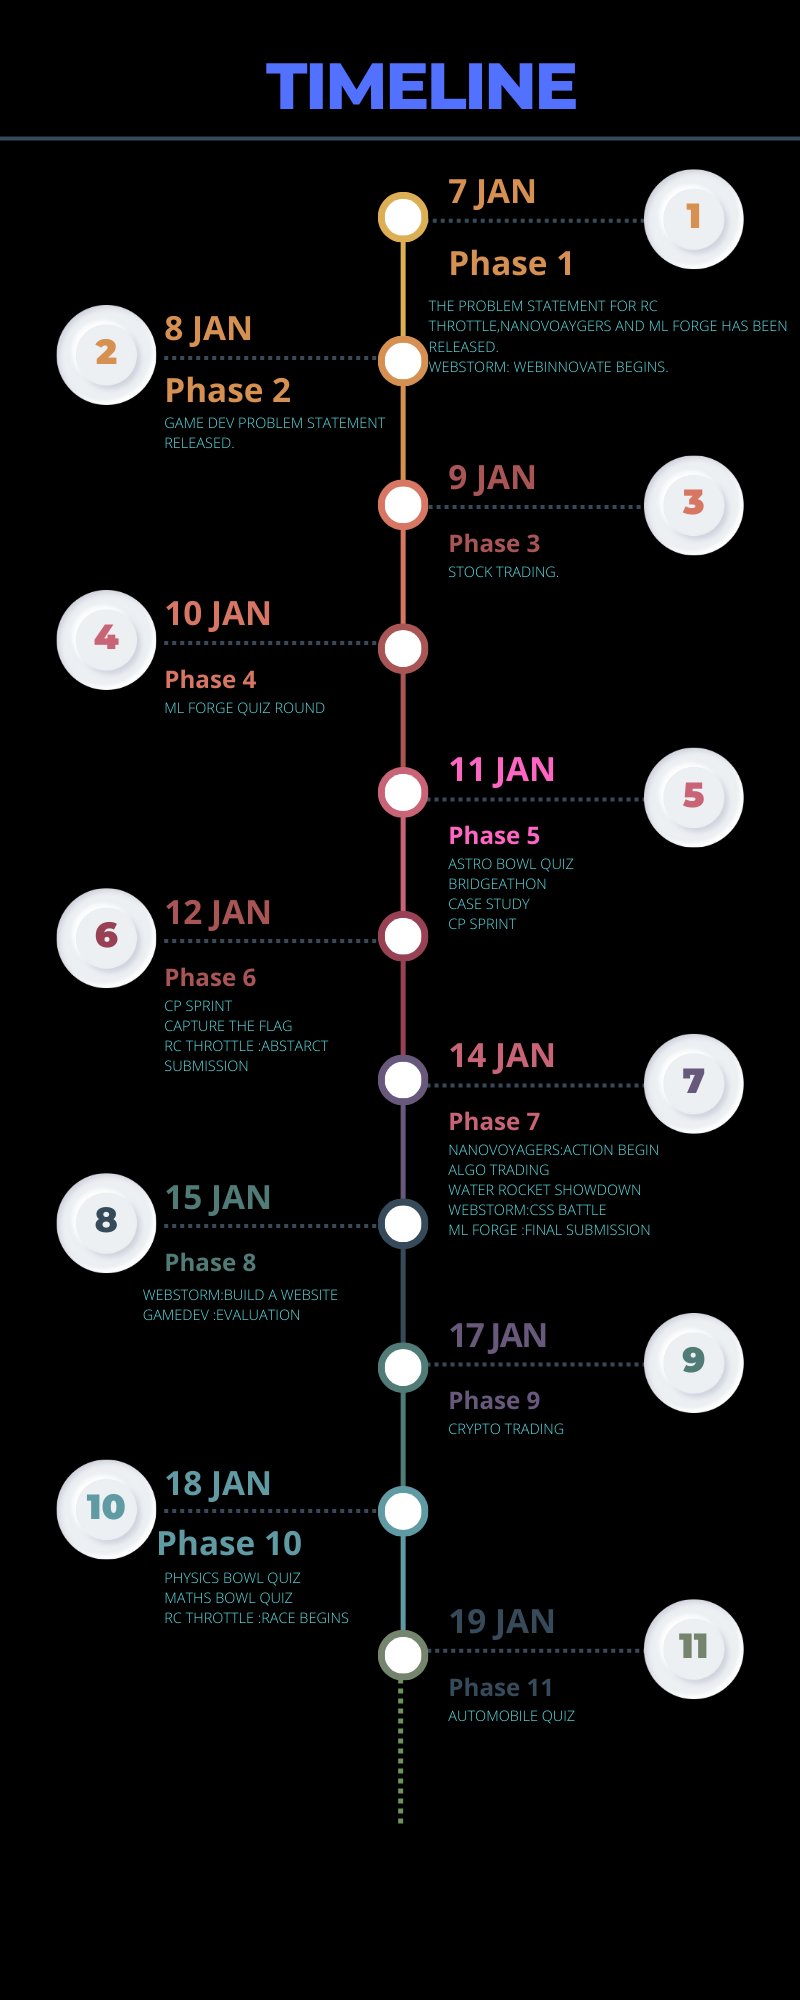 TIMELINE
7 JAN
1
Phase 1
THE PROBLEM STATEMENT FOR RC
THROTTLE,NANOVOAYGERS AND ML FORGE HAS BEEN
RELEASED.
WEBSTORM: WEBINNOVATE BEGINS.
2
8 JAN
Phase 2
GAME DEV PROBLEM STATEMENT
RELEASED.
9 JAN
3
Phase 3
STOCK TRADING.
4
10 JAN
Phase 4
ML FORGE QUIZ ROUND
11 JAN
5
Phase 5
ASTRO BOWL QUIZ
BRIDGEATHON
CASE STUDY
CP SPRINT
6
12 JAN
Phase 6
CP SPRINT
CAPTURE THE FLAG
RC THROTTLE :ABSTARCT
SUBMISSION
14 JAN
7
Phase 7
NANOVOYAGERS:ACTION BEGIN
ALGO TRADING
WATER ROCKET SHOWDOWN
WEBSTORM:CSS BATTLE
ML FORGE :FINAL SUBMISSION
8
15 JAN
Phase 8
WEBSTORM:BUILD A WEBSITE
GAMEDEV :EVALUATION
17 JAN
9
Phase 9
CRYPTO TRADING
10
18 JAN
Phase 10
PHYSICS BOWL QUIZ
MATHS BOWL QUIZ
RC THROTTLE :RACE BEGINS
19 JAN
11
Phase 11
AUTOMOBILE QUIZ